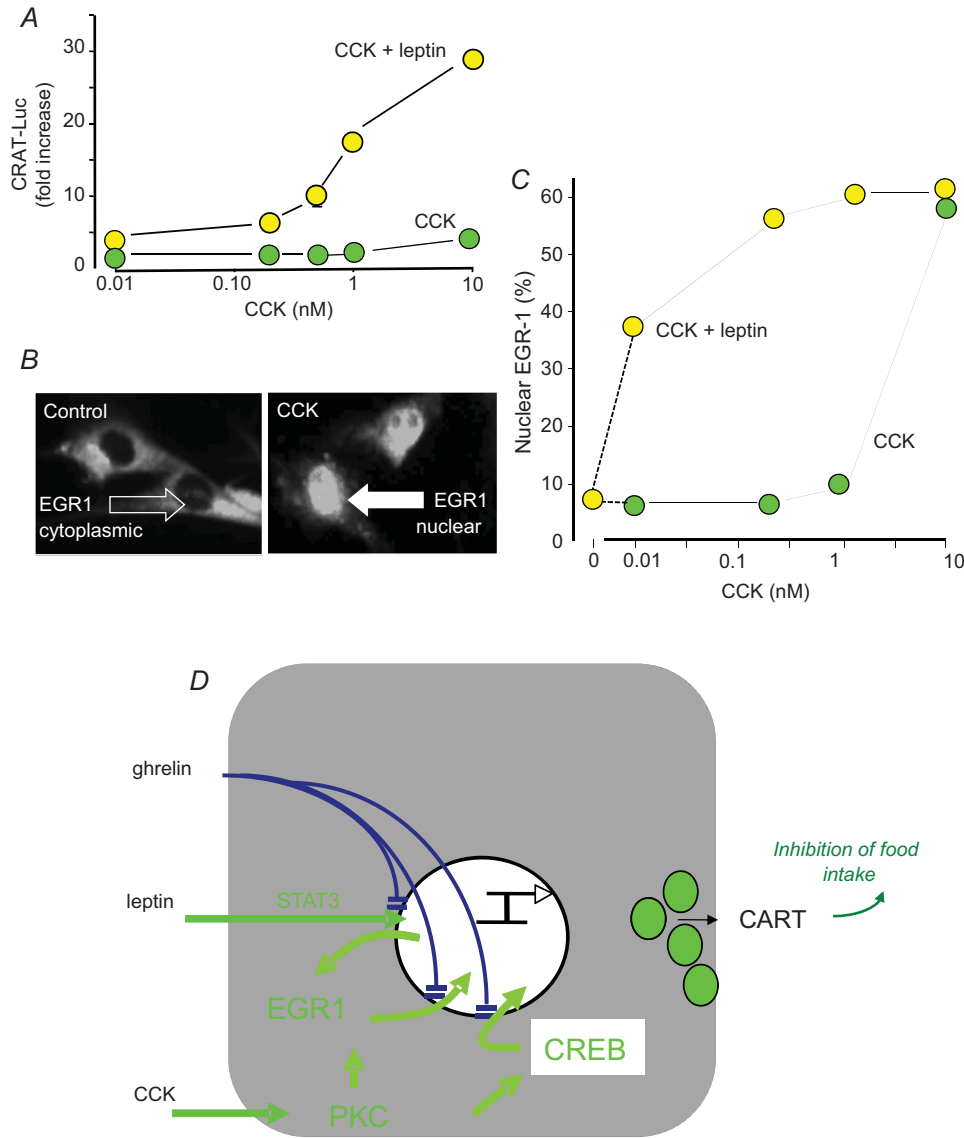 A
30
20
10
0
CRAT-Luc
(fold increase)
CCK + leptin
CCK
0.01
0.10
1
10
CCK (nM)
B
Control
EGR1
cytoplasmic
CCK
EGR1
nuclear
C
60
50
40
30
20
10
0
Nuclear EGR-1 (%)
CCK + leptin
CCK
0
0.01
0.1
1
10
CCK (nM)
D
ghrelin
leptin
STAT3
EGR1
CREB
CCK
PKC
CART
Inhibition of food
intake